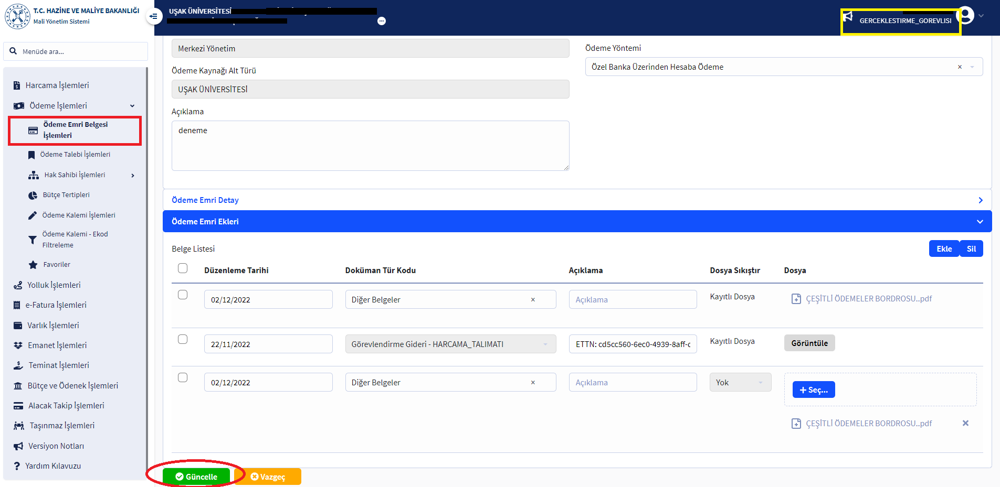 T.C. HAZİNE VE MALİYE BAKANLIĞI
Mali Yönetim Sistemi
UŞAK ÜNİVERSİTESİ
GERCEKLESTIRME_GOREVLISI
Menüde ara...
Harcama İşlemleri
Ödeme İşlemleri
Ödeme Emri Belgesi
İşlemleri
Ödeme Talebi İşlemleri
Hak Sahibi İşlemleri
Bütçe Tertipleri
Ödeme Kalemi İşlemleri
Ödeme Kalemi - Ekod
Filtreleme
Favoriler
Yolluk İşlemleri
e-Fatura İşlemleri
Varlık İşlemleri
Emanet İşlemleri
Teminat İşlemleri
Bütçe ve Ödenek İşlemleri
Alacak Takip İşlemleri
Taşınmaz İşlemleri
Versiyon Notları
Yardım Kılavuzu
Merkezi Yönetim
Ödeme Kaynağı Alt Türü
UŞAK ÜNİVERSİTESİ
Açıklama
deneme
Ödeme Yöntemi
Özel Banka Üzerinden Hesaba Ödeme
Ödeme Emri Detay
Ödeme Emri Ekleri
Belge Listesi
Ekle Sil
Düzenleme Tarihi Doküman Tür Kodu Açıklama Dosya Sıkıştır Dosya
02/12/2022 Diğer Belgeler Açıklama Kayıtlı Dosya ÇEŞİTLİ ÖDEMELER BORDROSU..pdf
22/11/2022 Görevlendirme Gideri - HARCAMA_TALIMATI ETTN: cd5cc560-6ec0-4939-8aff-c Kayıtlı Dosya Görüntüle
02/12/2022 Diğer Belgeler Açıklama Yok + Seç...
ÇEŞİTLİ ÖDEMELER BORDROSU..pdf
Güncelle Vazgeç